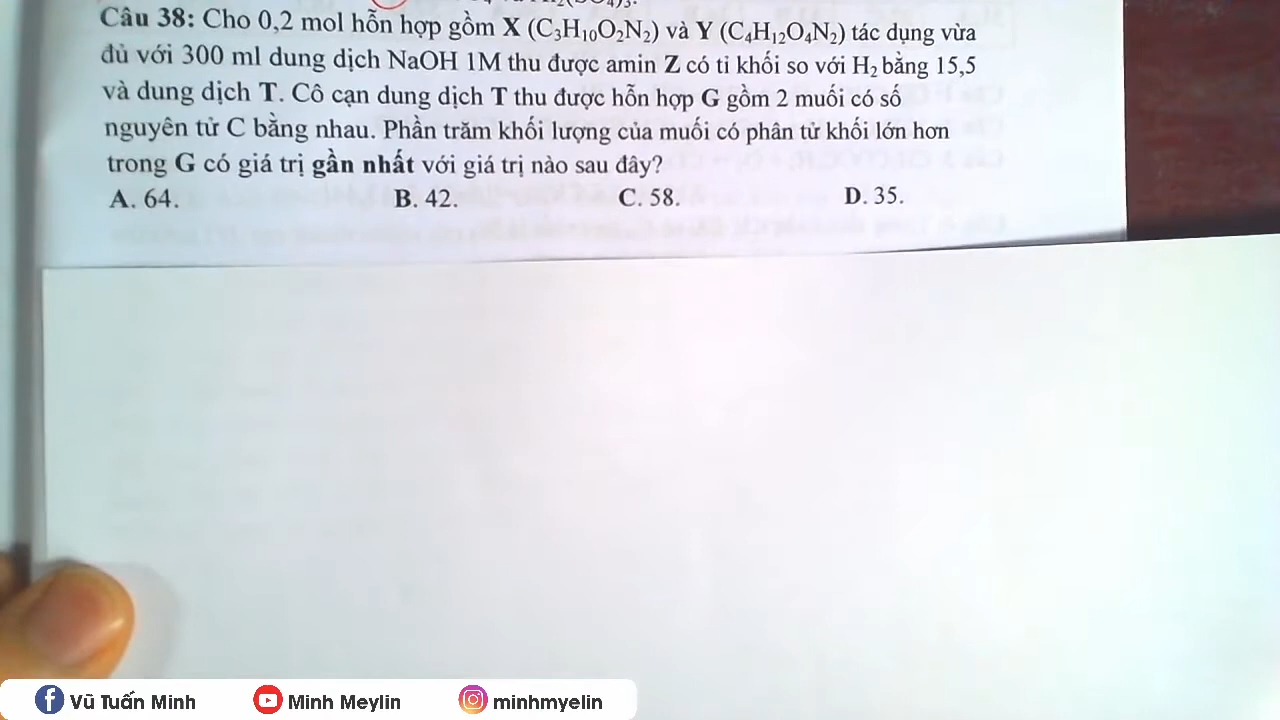 Câu 38: Cho 0,2 mol hỗn hợp gồm X (C₃H₁₀O₂N₂) và Y (C₄H₁₂O₄N₂) tác dụng vừa
đủ với 300 ml dung dịch NaOH 1M thu được amin Z có tỉ khối so với H₂ bằng 15,5
và dung dịch T. Cô cạn dung dịch T thu được hỗn hợp G gồm 2 muối có số
nguyên tử C bằng nhau. Phần trăm khối lượng của muối có phân tử khối lớn hơn
trong G có giá trị gần nhất với giá trị nào sau đây?
A. 64. B. 42. C. 58. D. 35.
Vũ Tuấn Minh Minh Meylin minhmyelin